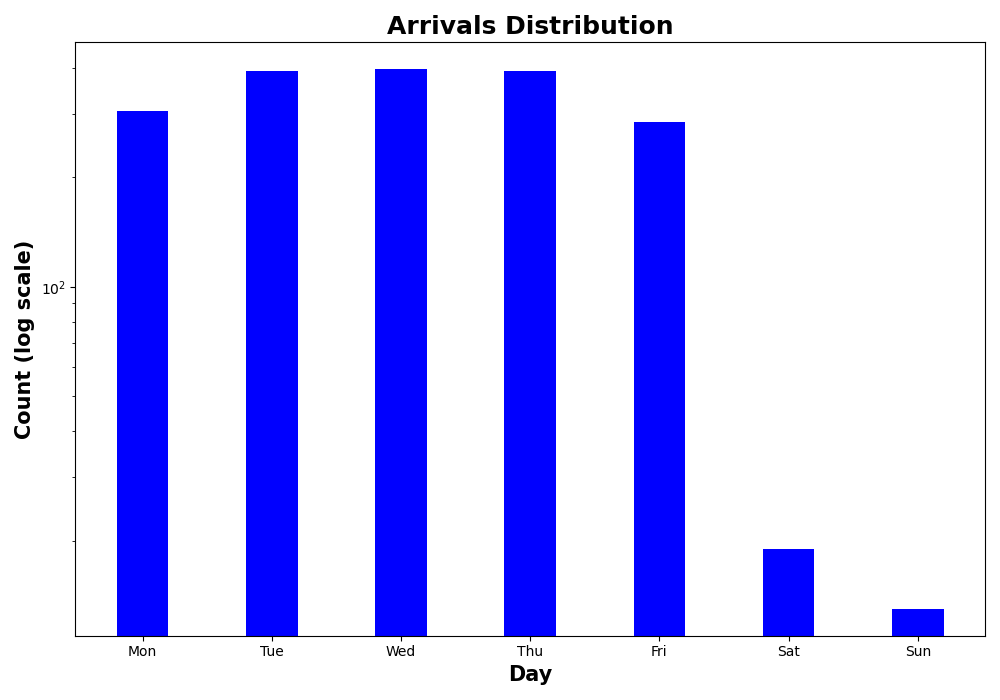 Arrivals Distribution
Count (log scale)
10²
Mon Tue Wed Thu Fri Sat Sun
Day